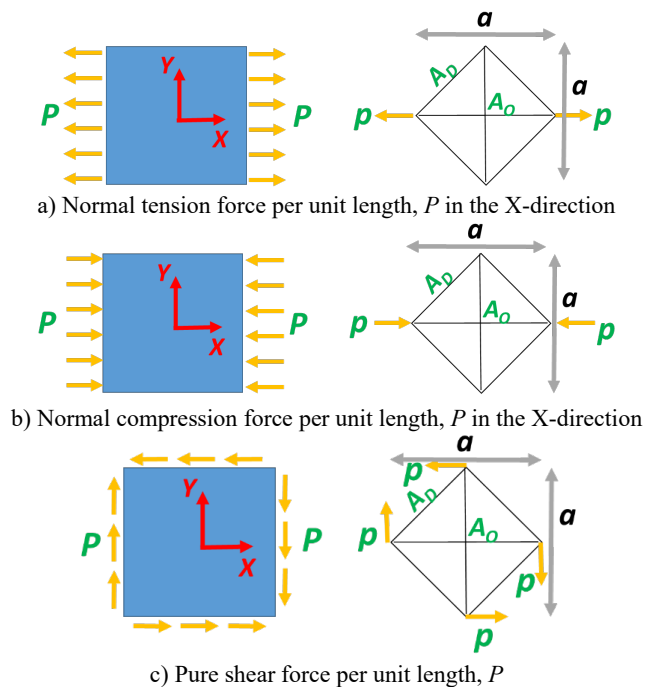 a
Y
A_D
P
X
P
A_O
a
p
p
a) Normal tension force per unit length, P in the X-direction
a
Y
A_D
P
X
P
A_O
a
p
p
b) Normal compression force per unit length, P in the X-direction
a
p
Y
A_D
P
X
P
p
A_O
a
p
p
c) Pure shear force per unit length, P